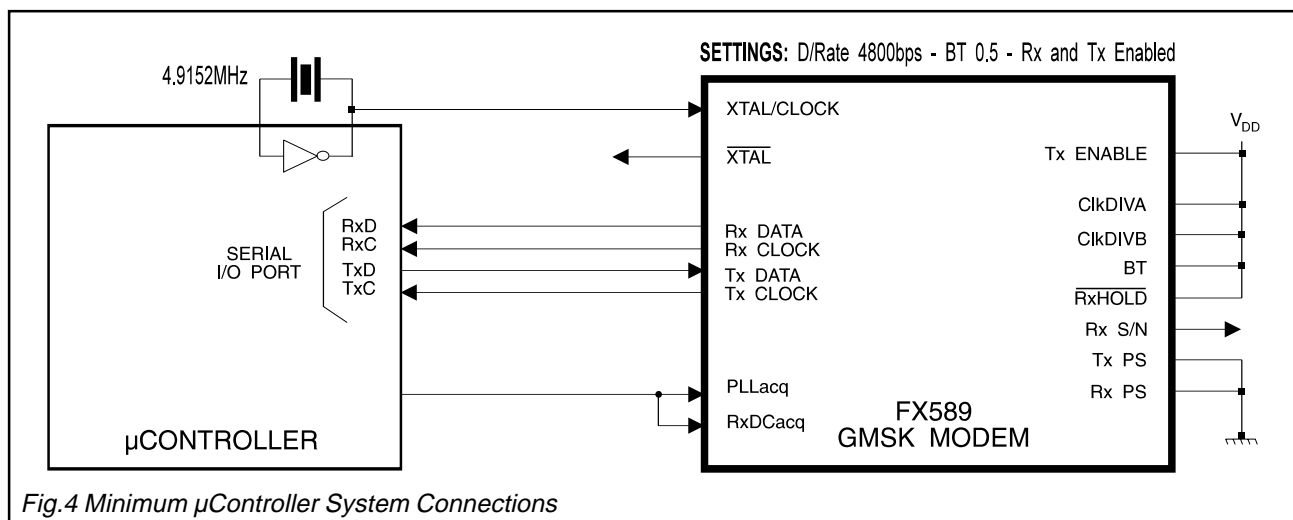 SETTINGS: D/Rate 4800bps - BT 0.5 - Rx and Tx Enabled
4.9152MHz
XTAL/CLOCK
XTAL
VDD
Tx ENABLE
ClkDIVA
ClkDIVB
BT
RxHOLD
Rx S/N
Tx PS
Rx PS
SERIAL
I/O PORT
RxD
RxC
TxD
TxC
Rx DATA
Rx CLOCK
Tx DATA
Tx CLOCK
PLLacq
RxDCacq
µCONTROLLER
FX589
GMSK MODEM
Fig.4 Minimum µController System Connections